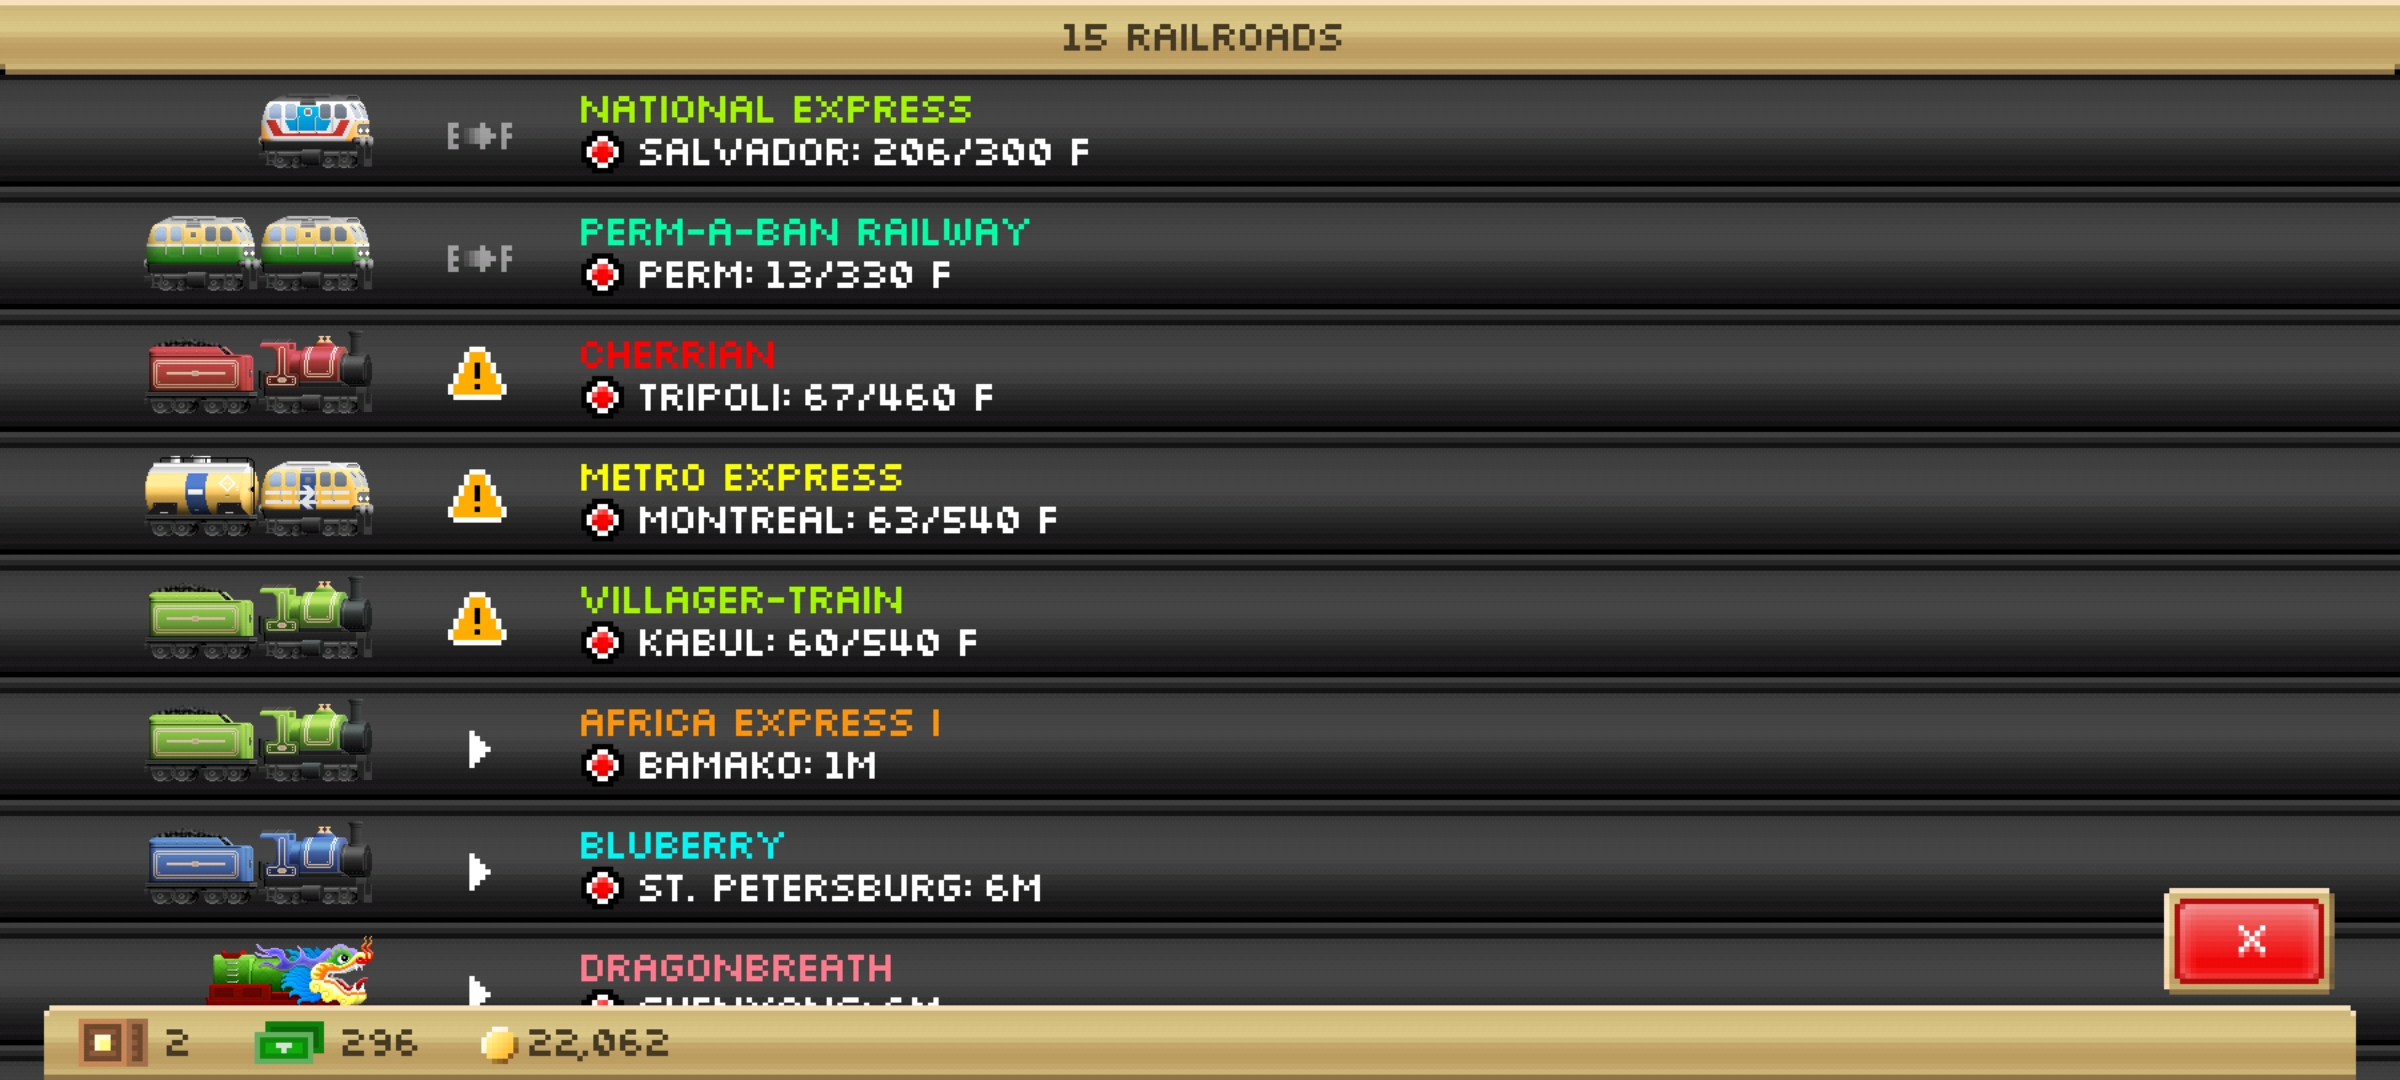 15 RAILROADS
NATIONAL EXPRESS
E F
SALVADOR: 206/300 F
PERM-A-BAN RAILWAY
E F
PERM: 13/330 F
CHERRIAN
!
TRIPOLI: 67/460 F
METRO EXPRESS
!
MONTREAL: 63/540 F
VILLAGER-TRAIN
!
KABUL: 60/540 F
AFRICA EXPRESS I
BAMAKO: 1M
BLUBERRY
ST. PETERSBURG: 6M
DRAGONBREATH
X
2 296 22,062